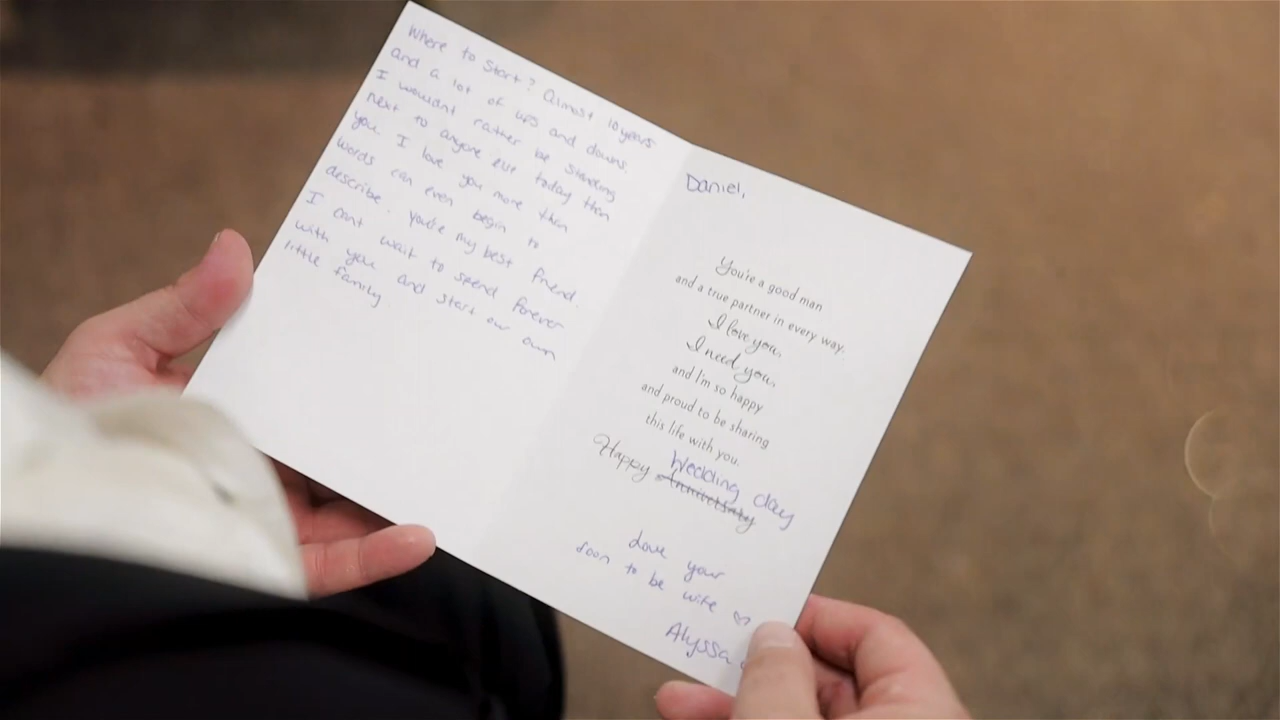 Where to start? Almost 10 years
and a lot of ups and downs.
I wouldnt rather be standing
next to anyone else today than
you. I love you more than
words can even begin to
describe. you're my best friend.
I cant wait to spend forever
with you and start our own
little family.
Daniel,
You're a good man
and a true partner in every way.
I love you,
I need you,
and I'm so happy
and proud to be sharing
this life with you.
Happy Anniversary Wedding day
Love your
soon to be wife ♡
Alyssa